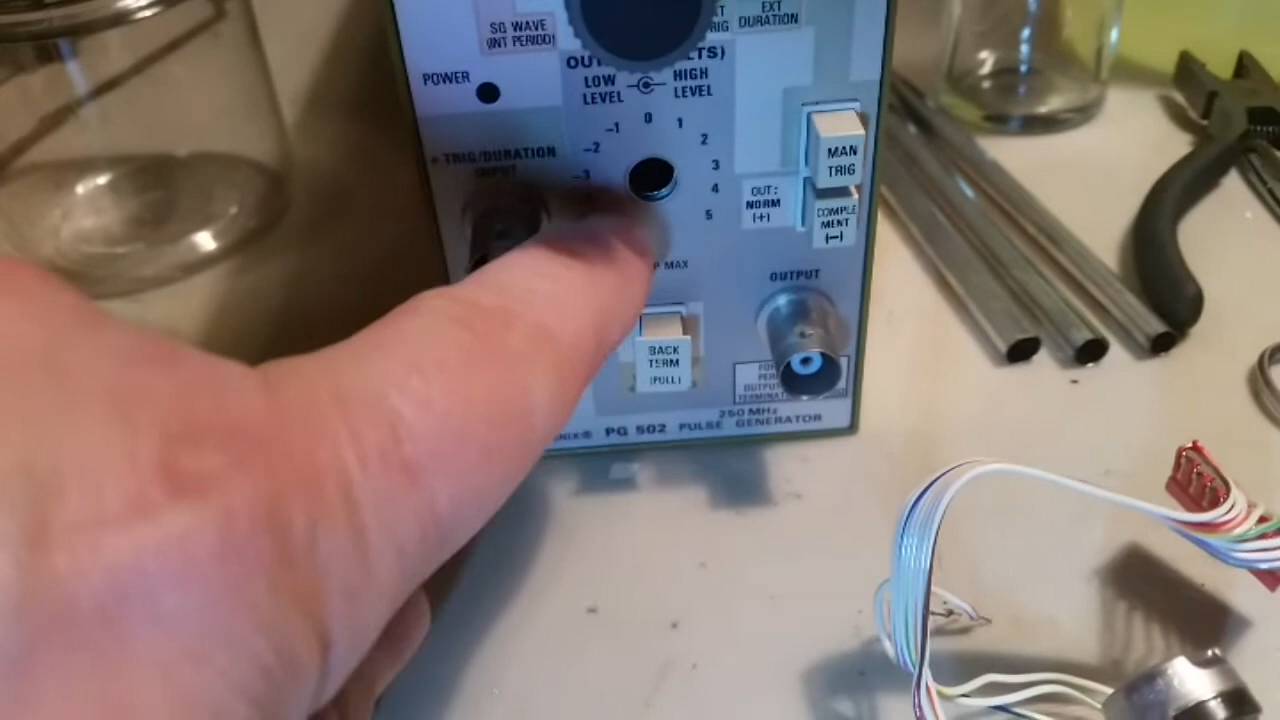 SQ WAVE
(INT PERIOD)
EXT
DURATION
POWER
LOW
LEVEL
HIGH
LEVEL
-3 -2 -1 0 1 2 3 4 5
+ TRIG/DURATION
INPUT
MAN
TRIG
OUT:
NORM
(+)
COMPLE
MENT
(−)
P MAX
OUTPUT
BACK
TERM
(PULL)
250 MHz
PG 502 PULSE GENERATOR